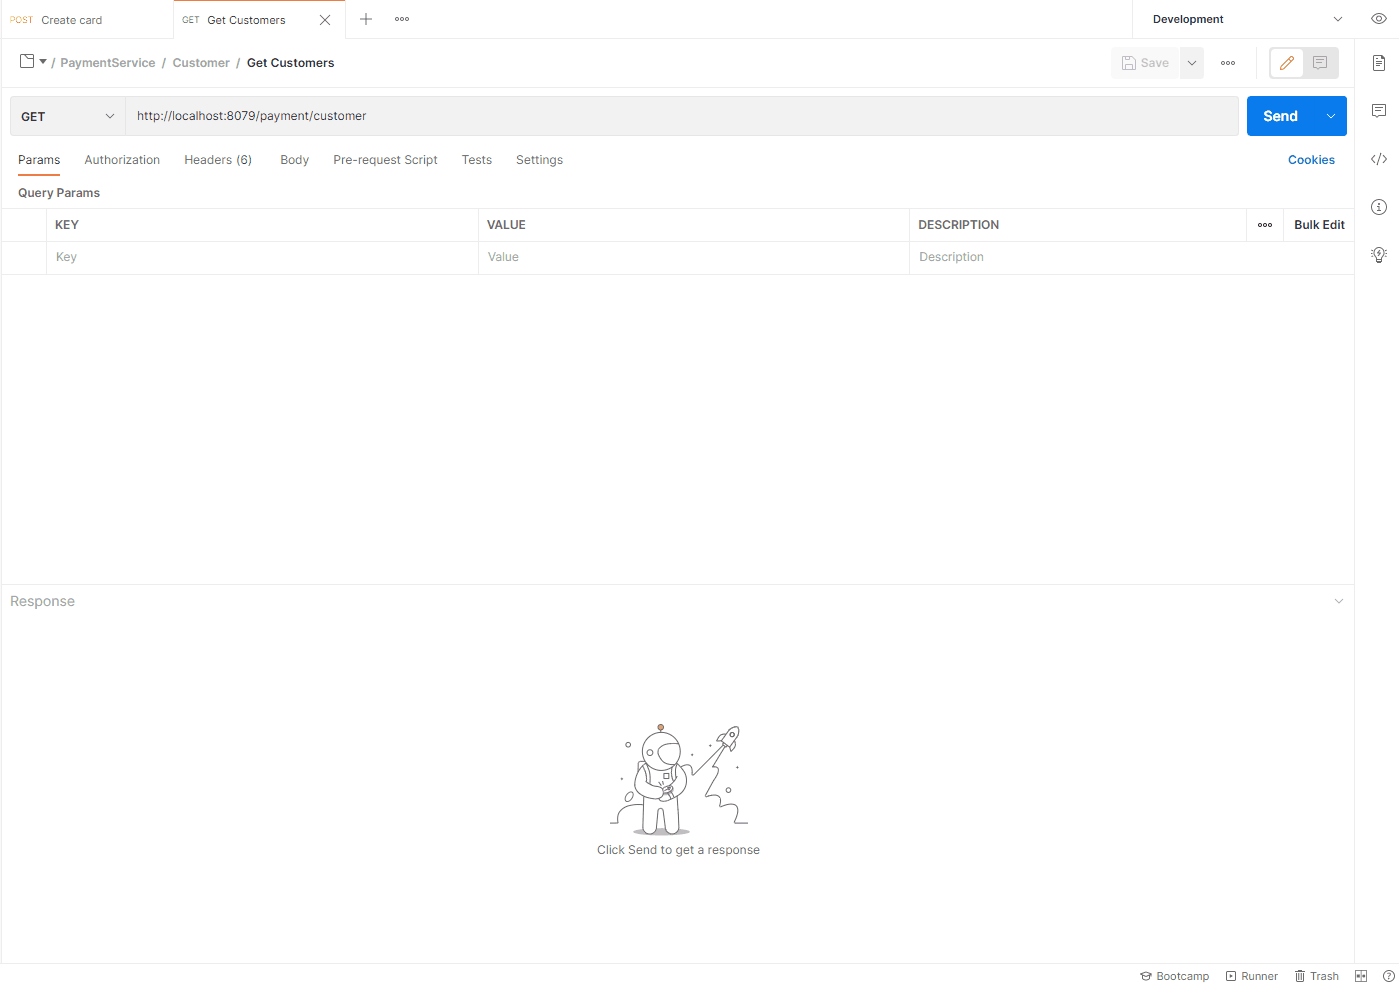 POST Create card GET Get Customers Development
/ PaymentService / Customer / Get Customers Save
GET http://localhost:8079/payment/customer Send
Params Authorization Headers (6) Body Pre-request Script Tests Settings Cookies
Query Params
KEY VALUE DESCRIPTION Bulk Edit
Key Value Description
Response
Click Send to get a response
Bootcamp Runner Trash